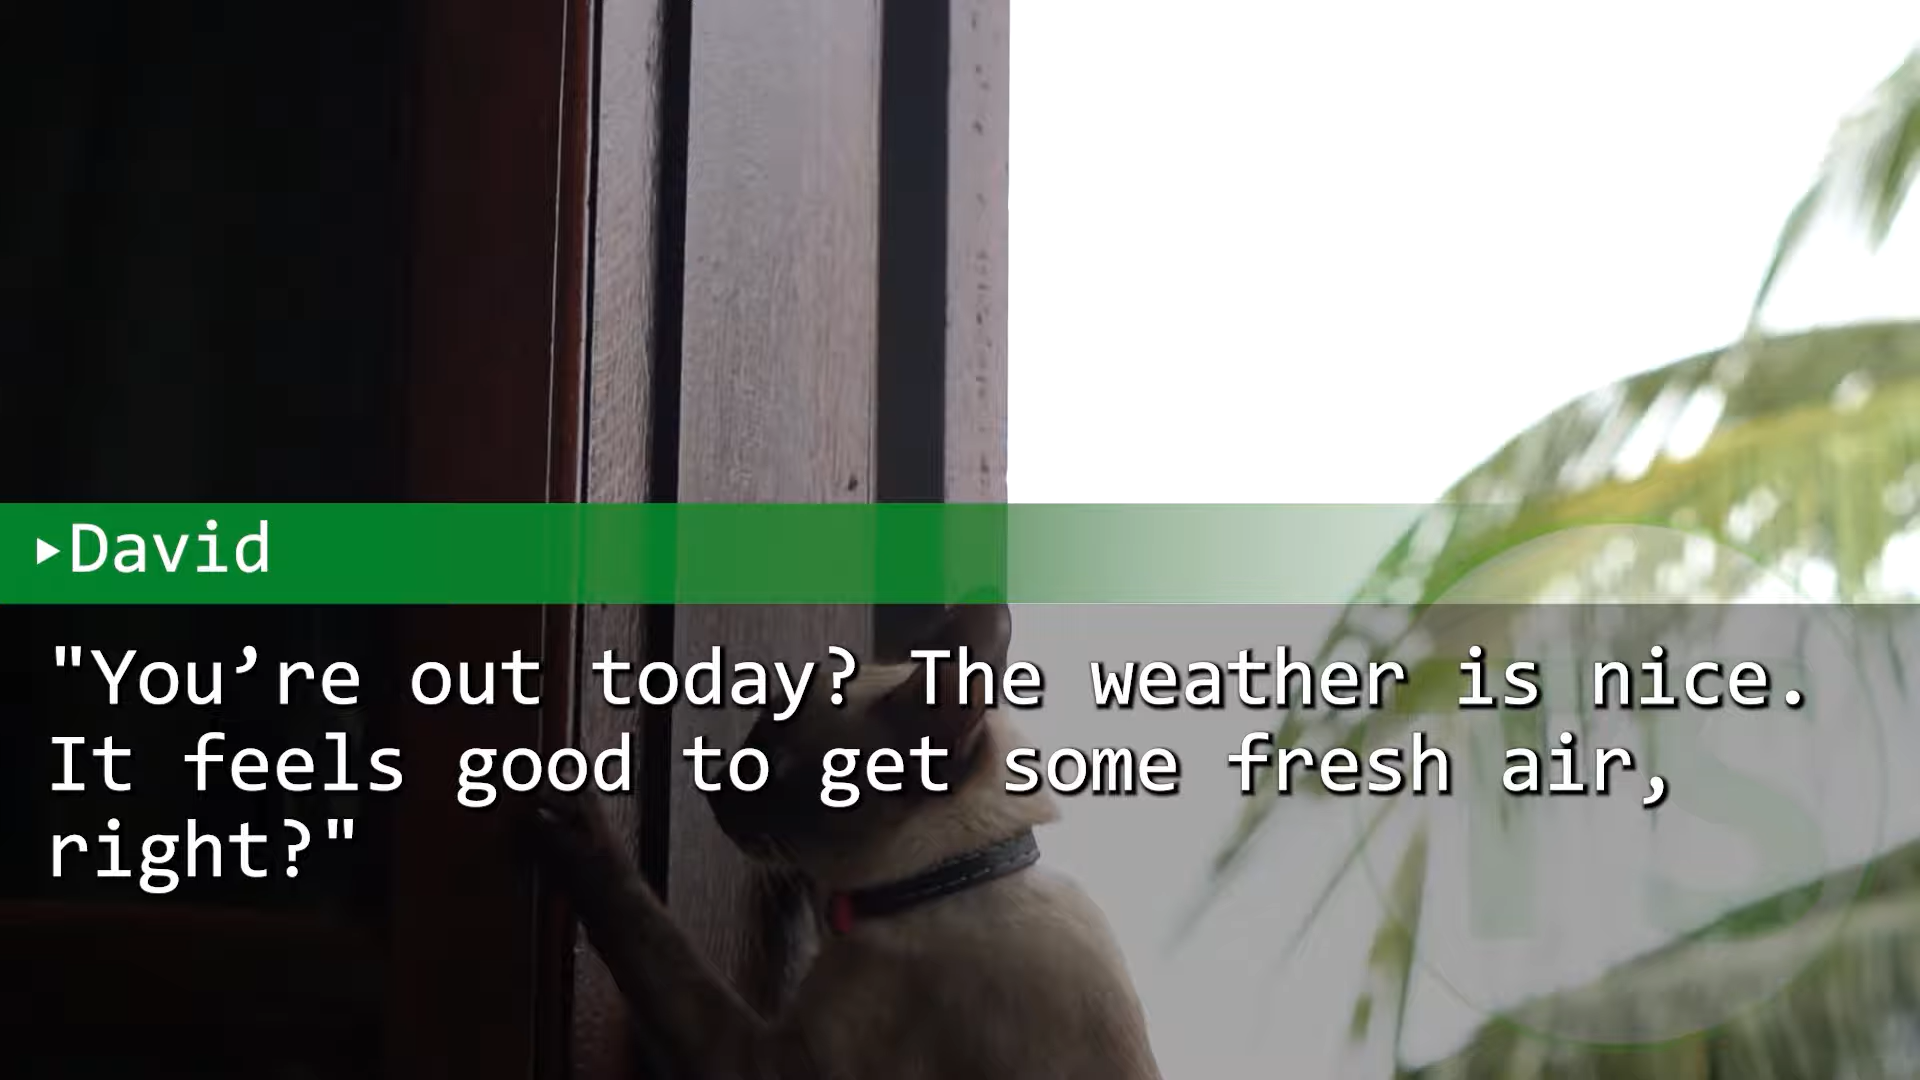 ▶David
"You’re out today? The weather is nice.
It feels good to get some fresh air,
right?"